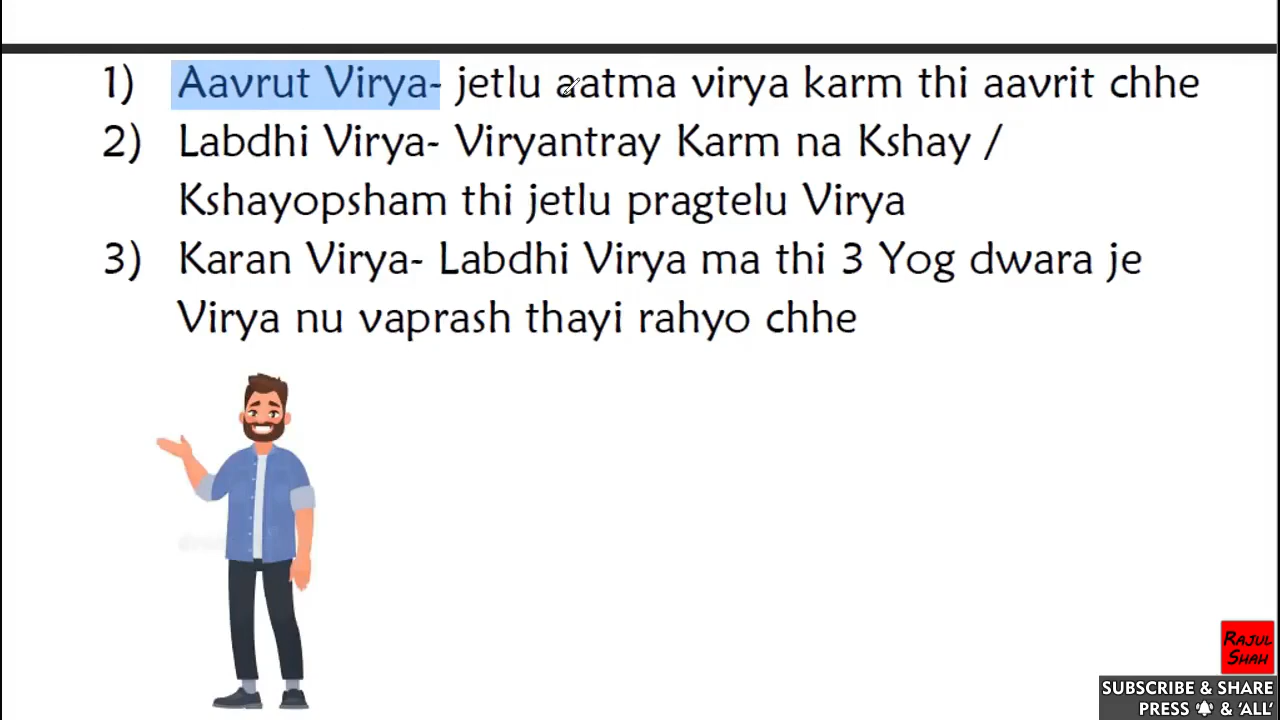 1) Aavrut Virya- jetlu aatma virya karm thi aavrit chhe
2) Labdhi Virya- Viryantray Karm na Kshay /
Kshayopsham thi jetlu pragtelu Virya
3) Karan Virya- Labdhi Virya ma thi 3 Yog dwara je
Virya nu vaprash thayi rahyo chhe
RAJUL
SHAH
SUBSCRIBE & SHARE
PRESS 🔔 & ‘ALL’